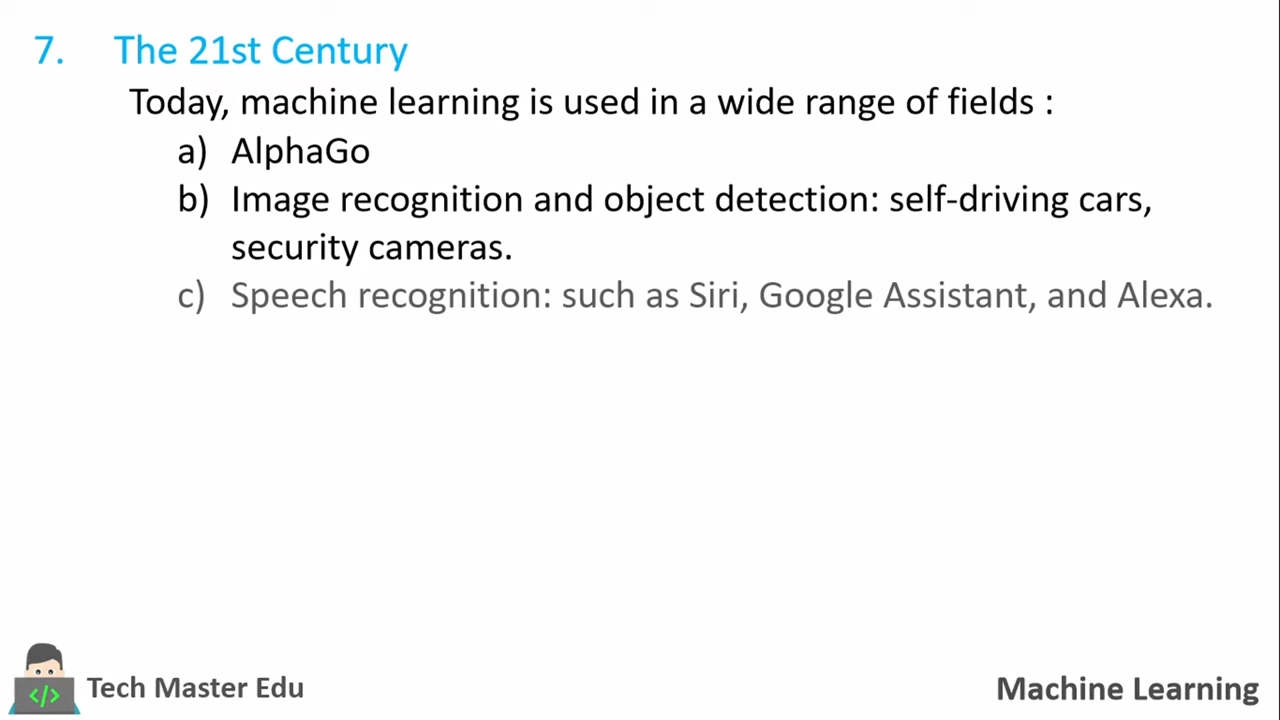 7. The 21st Century
Today, machine learning is used in a wide range of fields :
a) AlphaGo
b) Image recognition and object detection: self-driving cars,
security cameras.
c) Speech recognition: such as Siri, Google Assistant, and Alexa.
</>
Tech Master Edu
Machine Learning